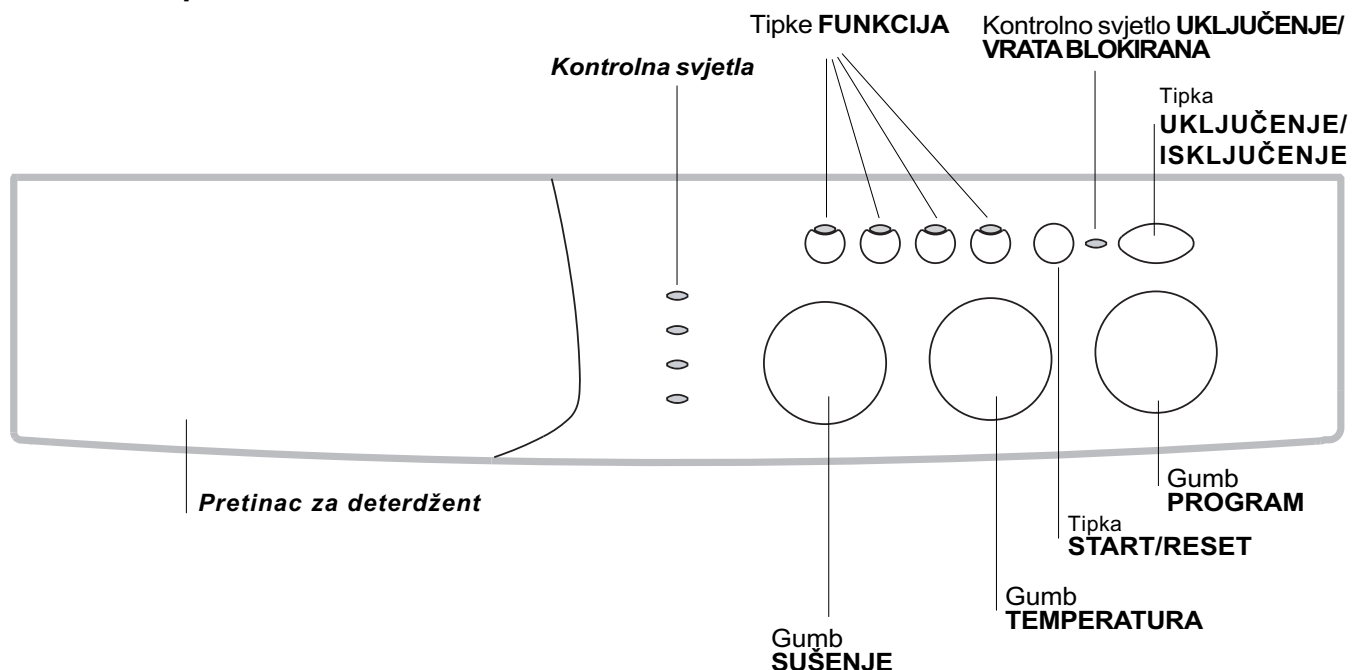 Tipke FUNKCIJA
Kontrolno svjetlo UKLJUČENJE/
VRATA BLOKIRANA
Kontrolna svjetla
Tipka
UKLJUČENJE/
ISKLJUČENJE
Pretinac za deterdžent
Gumb
PROGRAM
Tipka
START/RESET
Gumb
TEMPERATURA
Gumb
SUŠENJE